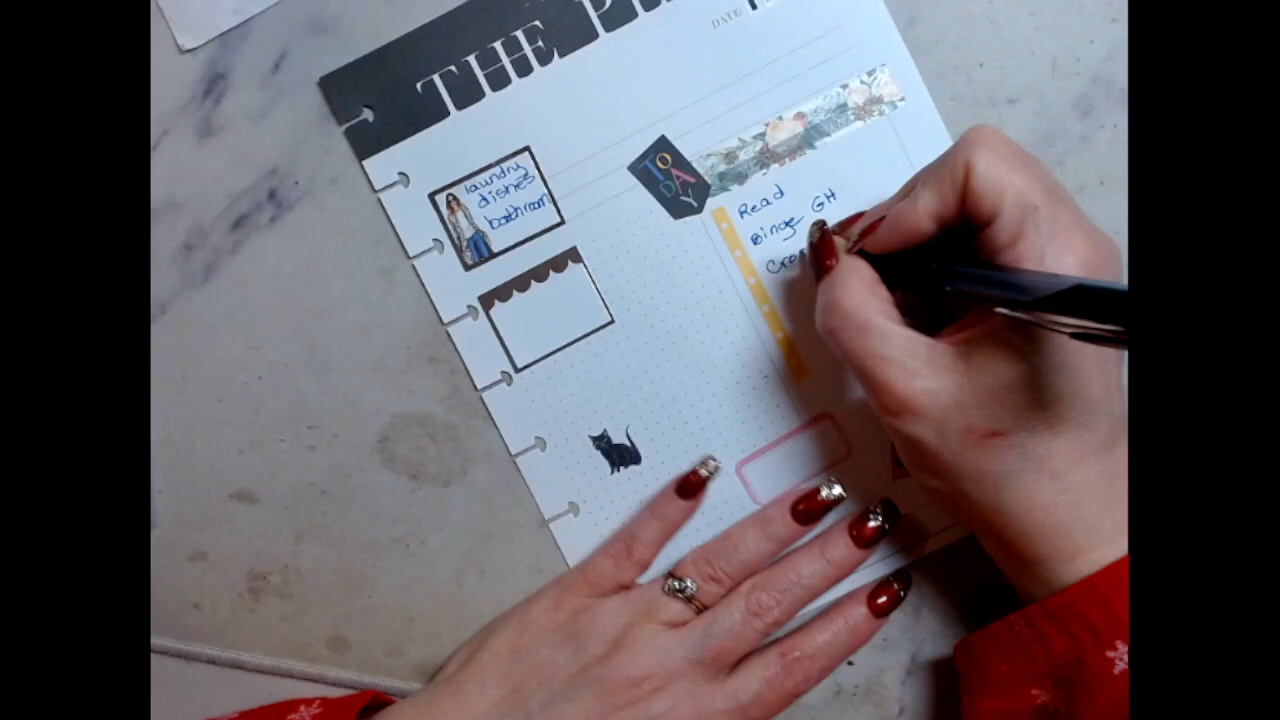 THE
DATE:
TODAY
laundry
dishes
bathroom
Read
Binge GH